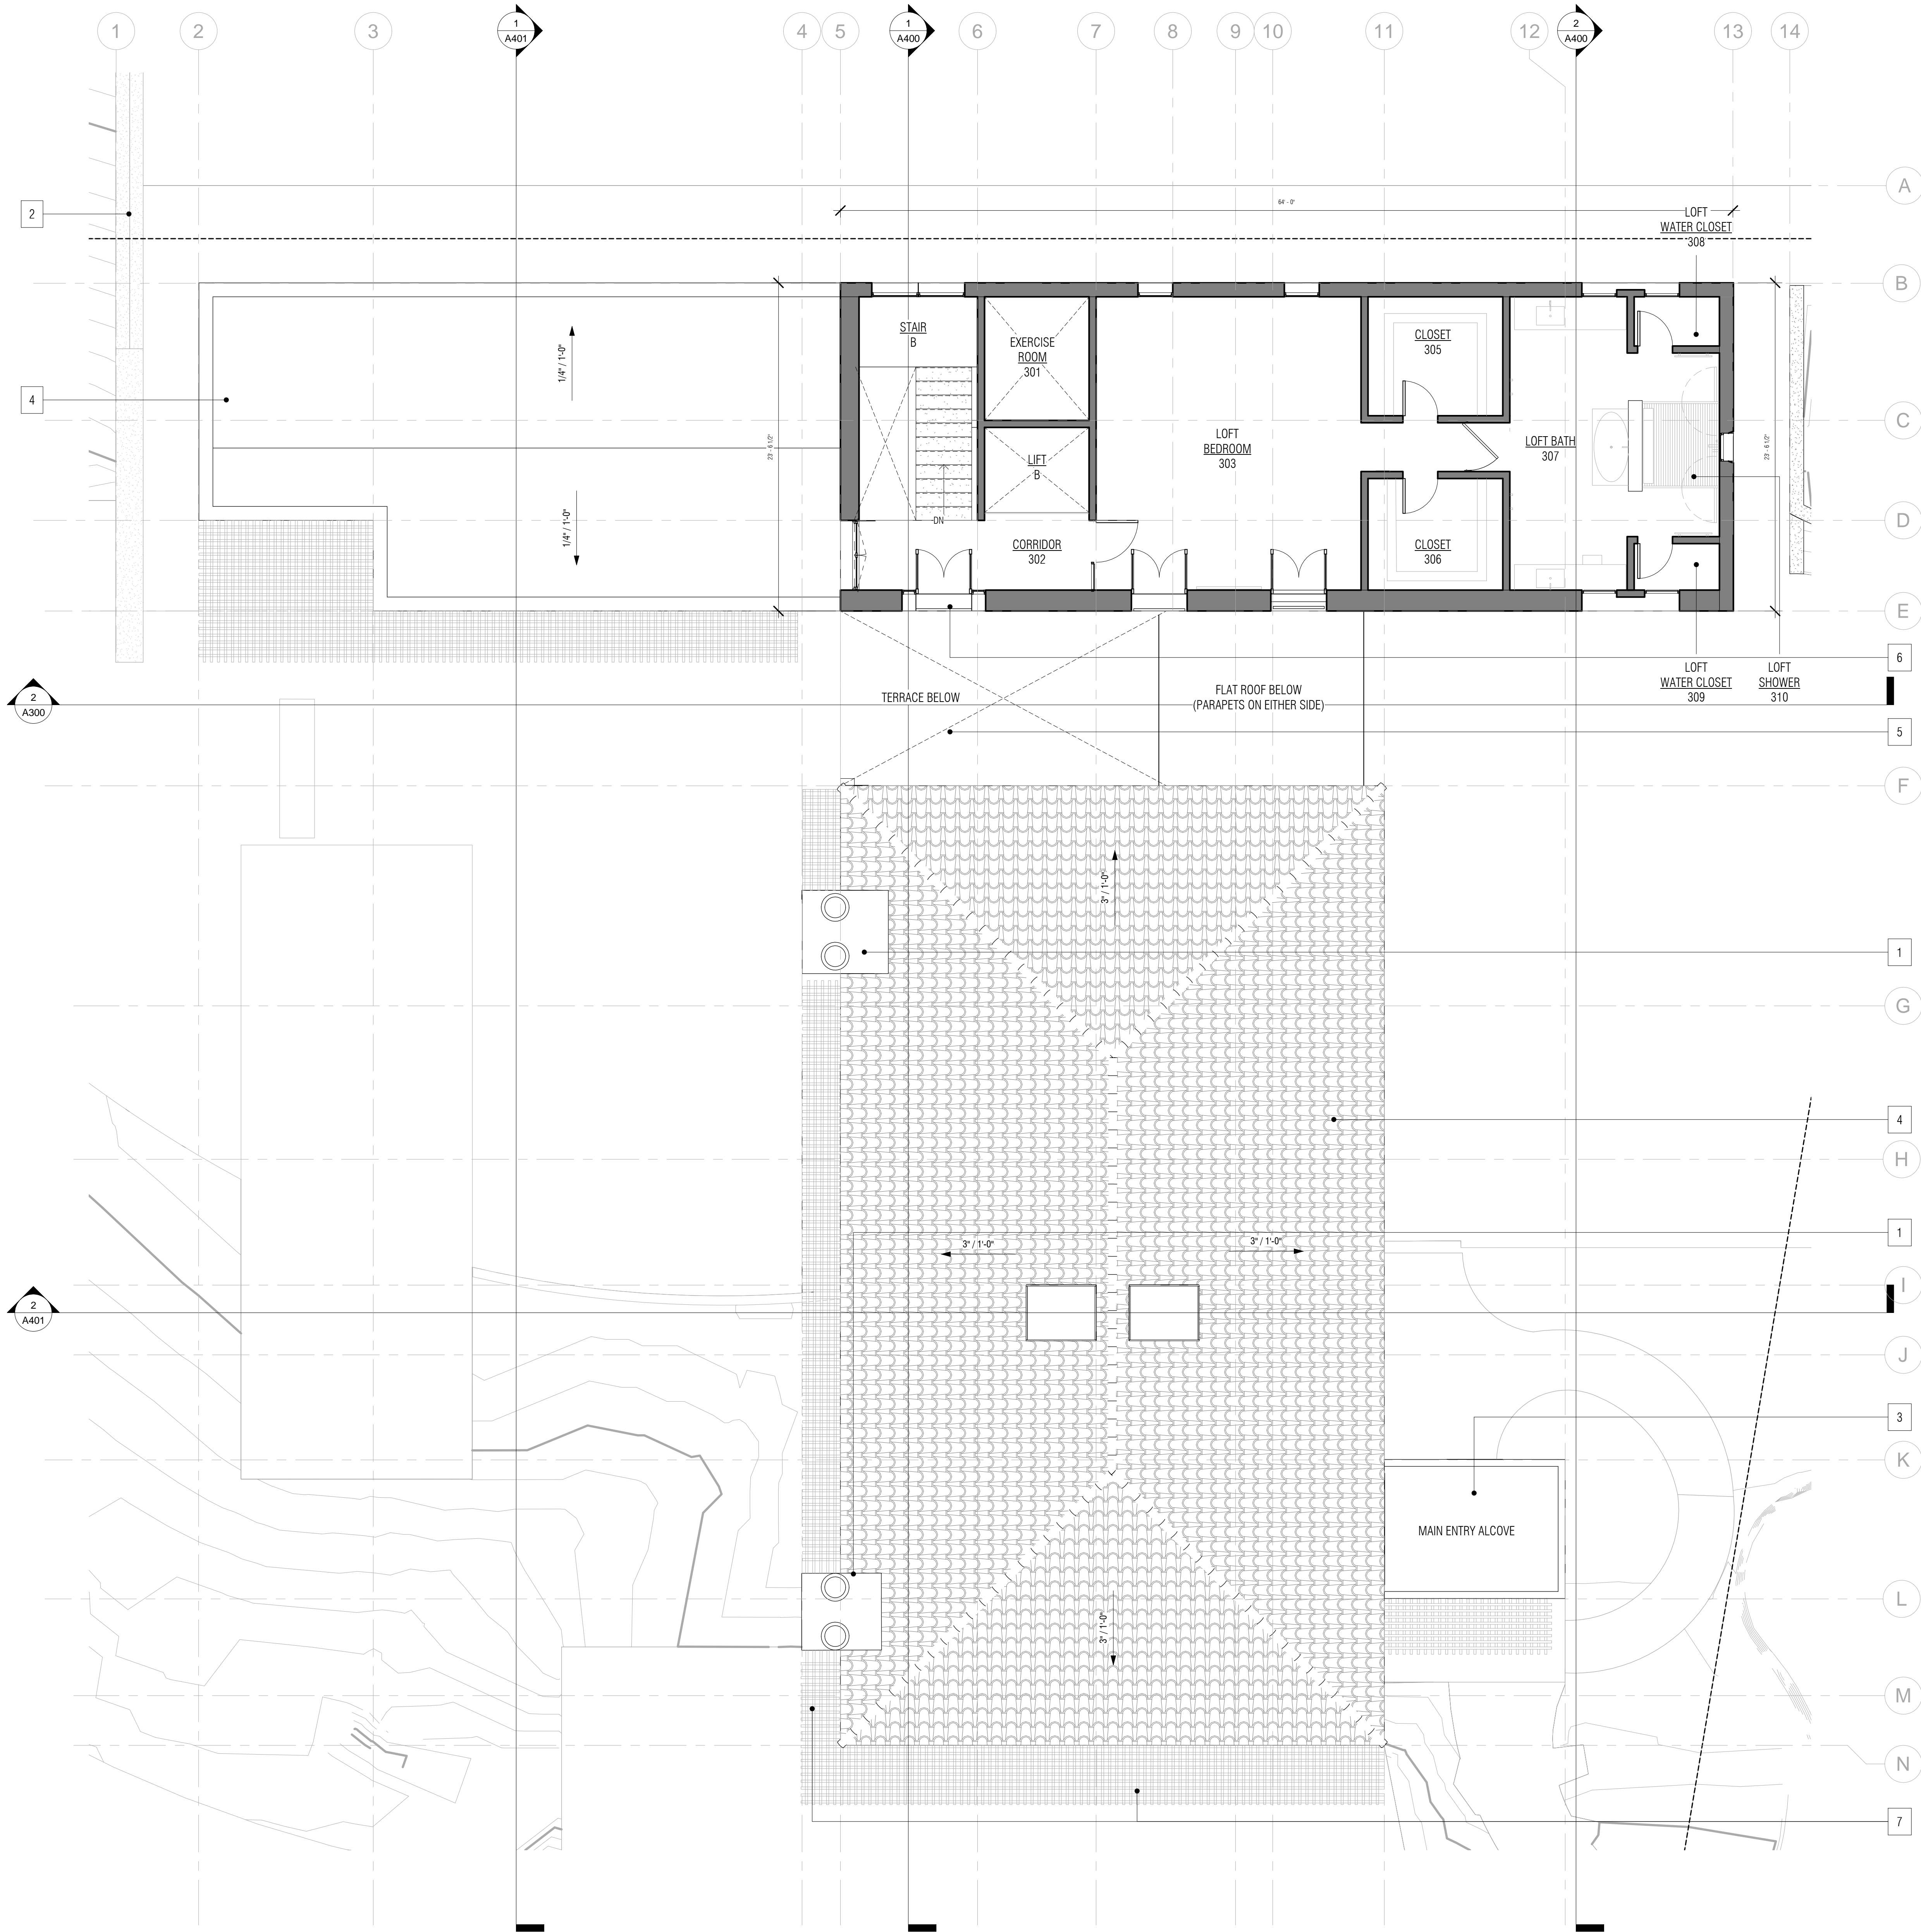 1
2
3
1
A401
4
5
1
A400
6
7
8
9
10
11
12
2
A400
13
14
A
2
64' - 0"
LOFT
WATER CLOSET
308
B
STAIR
B
EXERCISE
ROOM
301
CLOSET
305
1/4" / 1'-0"
4
C
23' - 6 1/2"
LOFT
BEDROOM
303
LOFT BATH
307
23' - 6 1/2"
LIFT
B
1/4" / 1'-0"
DN
D
CORRIDOR
302
CLOSET
306
E
6
LOFT
WATER CLOSET
309
LOFT
SHOWER
310
2
A300
TERRACE BELOW
FLAT ROOF BELOW
(PARAPETS ON EITHER SIDE)
5
F
3" / 1'-0"
1
G
4
H
1
3" / 1'-0"
3" / 1'-0"
I
2
A401
J
3
K
MAIN ENTRY ALCOVE
L
3" / 1'-0"
M
N
7